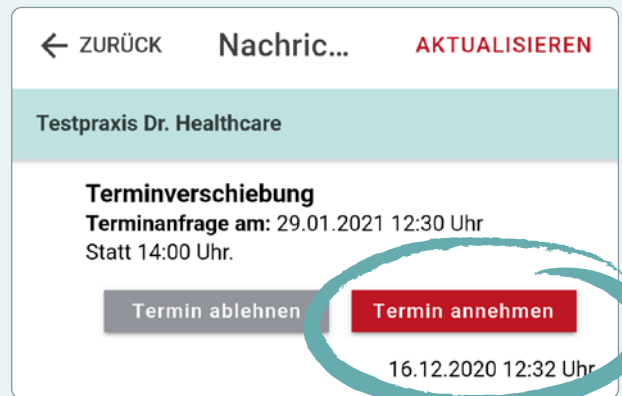 ← ZURÜCK Nachric... AKTUALISIEREN
Testpraxis Dr. Healthcare
Terminverschiebung
Terminanfrage am: 29.01.2021 12:30 Uhr
Statt 14:00 Uhr.
Termin ablehnen Termin annehmen
16.12.2020 12:32 Uhr